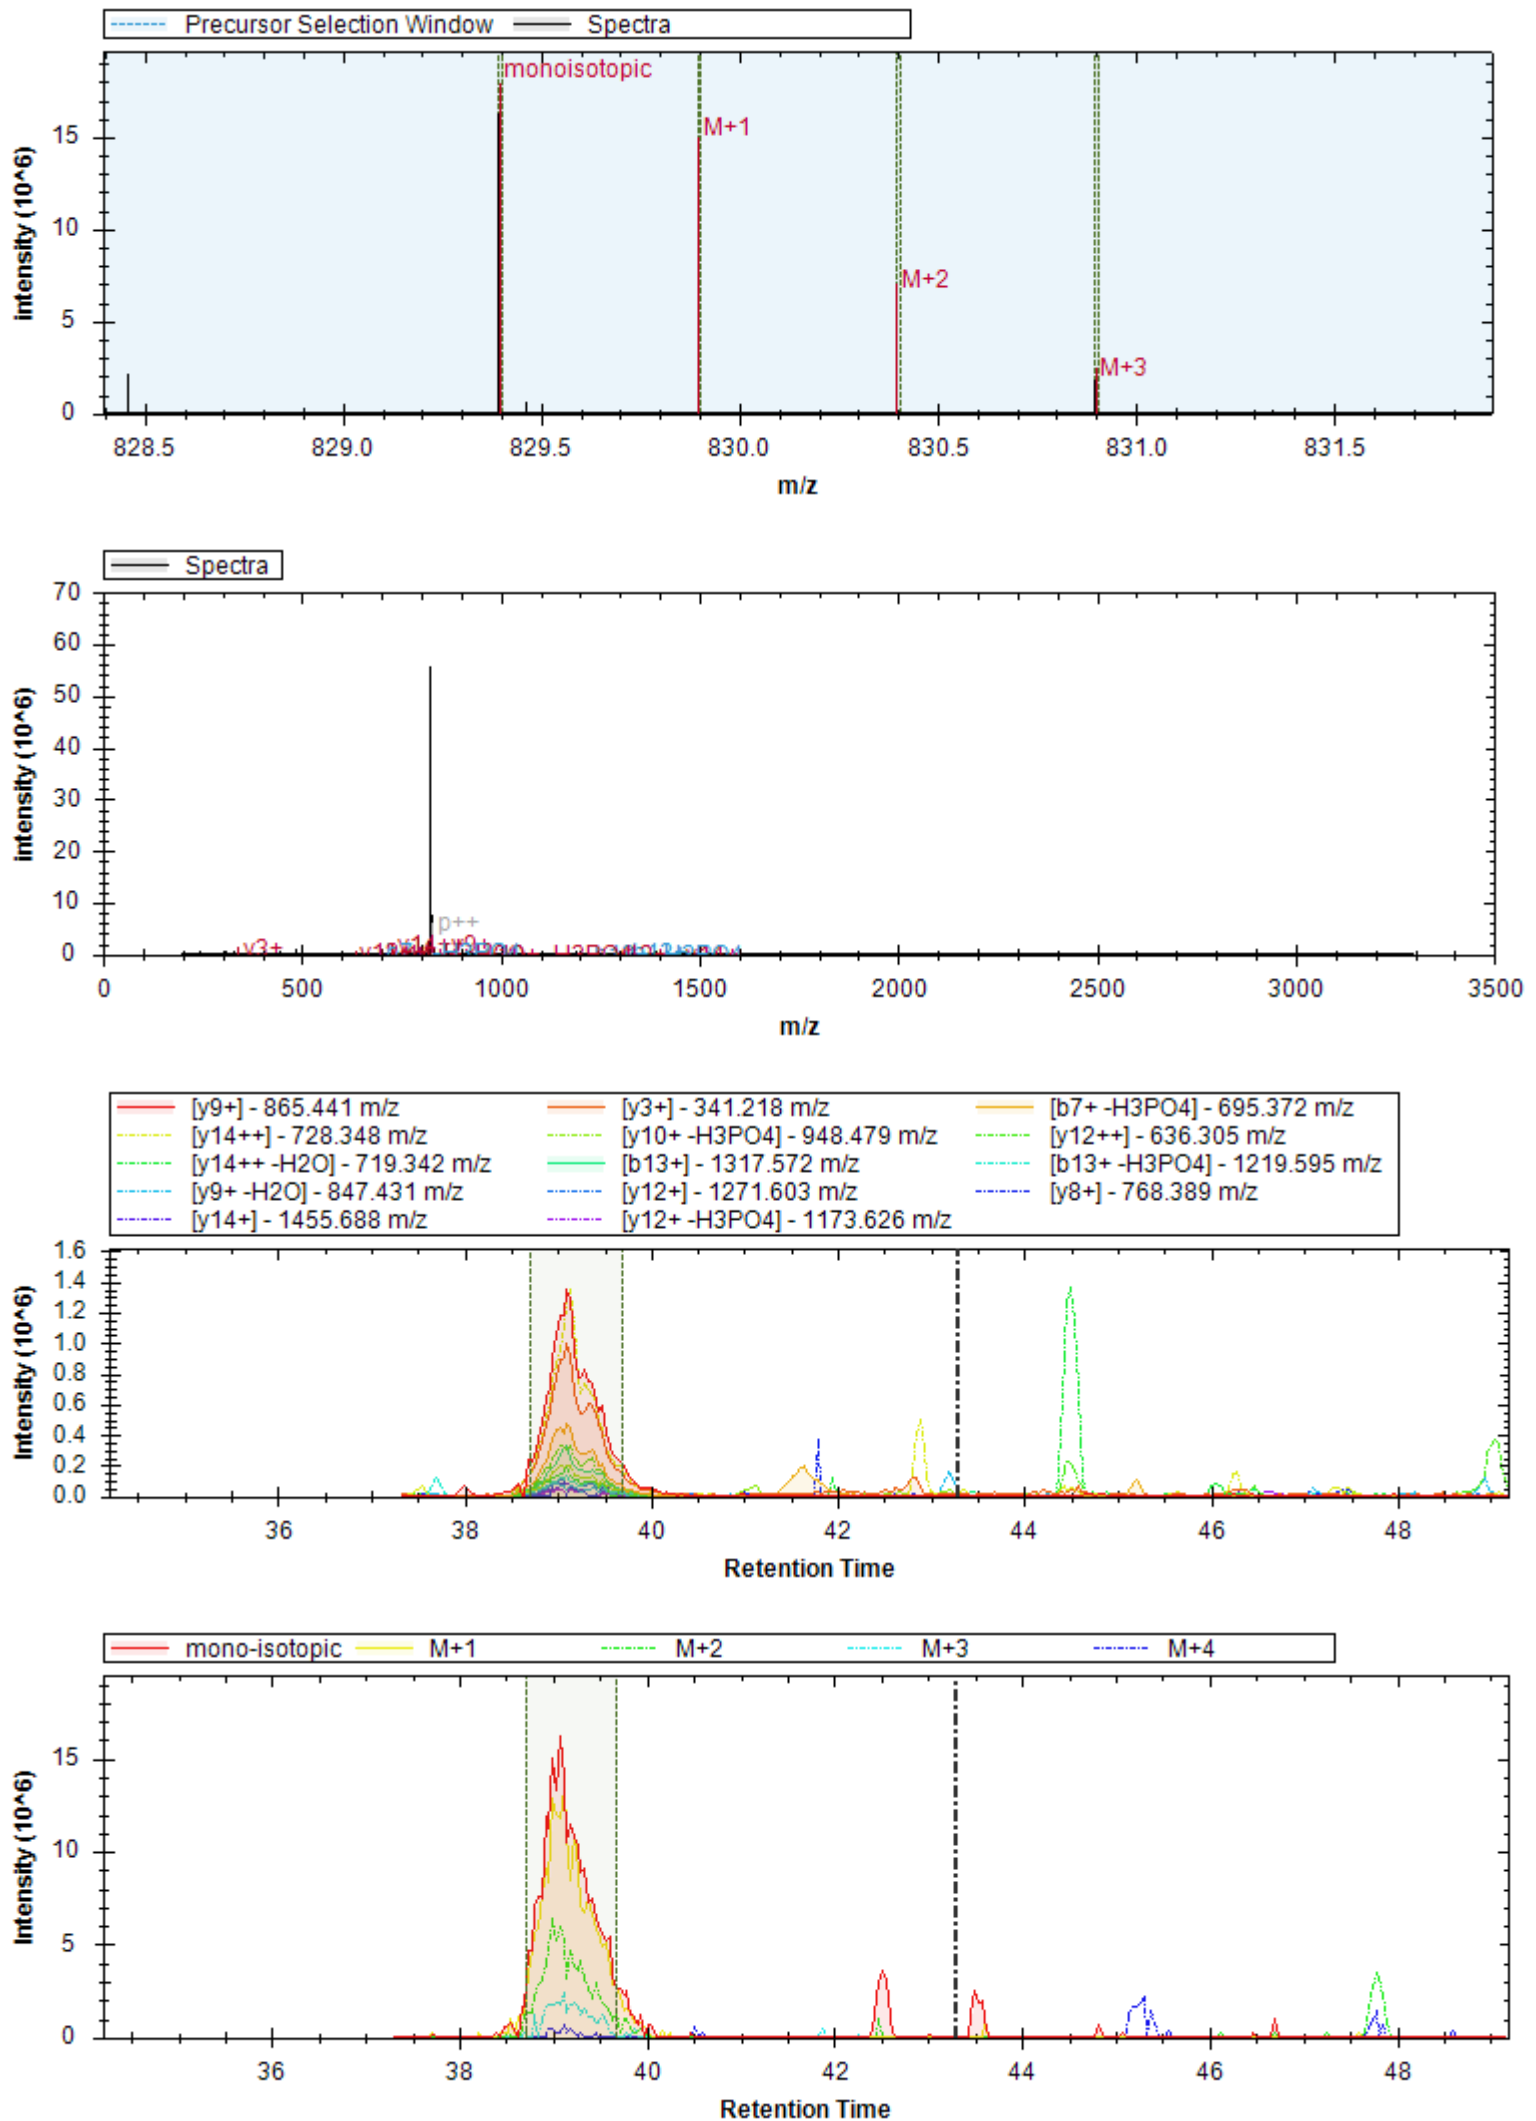 Precursor Selection Window Spectra
monoisotopic
M+1
M+2
M+3
intensity (10^6)
15
10
5
0
828.5 829.0 829.5 830.0 830.5 831.0 831.5
m/z
Spectra
intensity (10^6)
70
60
50
40
30
20
10
0
p++
y3+
0 500 1000 1500 2000 2500 3000 3500
m/z
[y9+] - 865.441 m/z [y3+] - 341.218 m/z [b7+ -H3PO4] - 695.372 m/z
[y14++] - 728.348 m/z [y10+ -H3PO4] - 948.479 m/z [y12++] - 636.305 m/z
[y14++ -H2O] - 719.342 m/z [b13+] - 1317.572 m/z [b13+ -H3PO4] - 1219.595 m/z
[y9+ -H2O] - 847.431 m/z [y12+] - 1271.603 m/z [y8+] - 768.389 m/z
[y14+] - 1455.688 m/z [y12+ -H3PO4] - 1173.626 m/z
Intensity (10^6)
1.6
1.4
1.2
1.0
0.8
0.6
0.4
0.2
0.0
36 38 40 42 44 46 48
Retention Time
mono-isotopic M+1 M+2 M+3 M+4
Intensity (10^6)
15
10
5
0
36 38 40 42 44 46 48
Retention Time